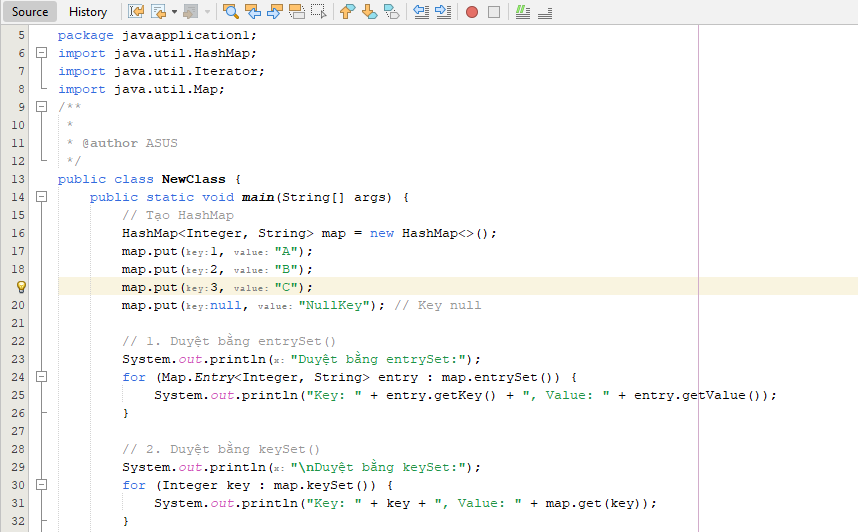 Source History
5 package javaapplication1;
6 import java.util.HashMap;
7 import java.util.Iterator;
8 import java.util.Map;
9 /**
10 *
11 * @author ASUS
12 */
13 public class NewClass {
14 public static void main(String[] args) {
15 // Tạo HashMap
16 HashMap<Integer, String> map = new HashMap<>();
17 map.put(key:1, value: "A");
18 map.put(key:2, value: "B");
map.put(key:3, value: "C");
20 map.put(key:null, value: "NullKey"); // Key null
21
22 // 1. Duyệt bằng entrySet()
23 System.out.println(x: "Duyệt bằng entrySet:");
24 for (Map.Entry<Integer, String> entry : map.entrySet()) {
25 System.out.println("Key: " + entry.getKey() + ", Value: " + entry.getValue());
26 }
27
28 // 2. Duyệt bằng keySet()
29 System.out.println(x: "\nDuyệt bằng keySet:");
30 for (Integer key : map.keySet()) {
31 System.out.println("Key: " + key + ", Value: " + map.get(key));
32 }